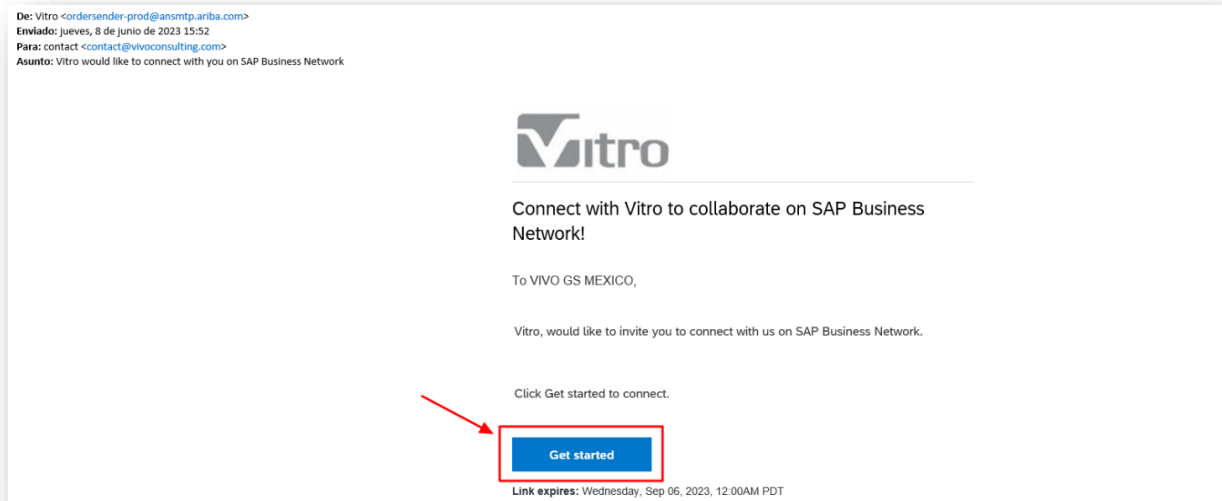 De: Vitro <ordersender-prod@ansmtp.ariba.com>
Enviado: jueves, 8 de junio de 2023 15:52
Para: contact <contact@vivoconsulting.com>
Asunto: Vitro would like to connect with you on SAP Business Network
Vitro
Connect with Vitro to collaborate on SAP Business
Network!
To VIVO GS MEXICO,
Vitro, would like to invite you to connect with us on SAP Business Network.
Click Get started to connect.
Get started
Link expires: Wednesday, Sep 06, 2023, 12:00AM PDT